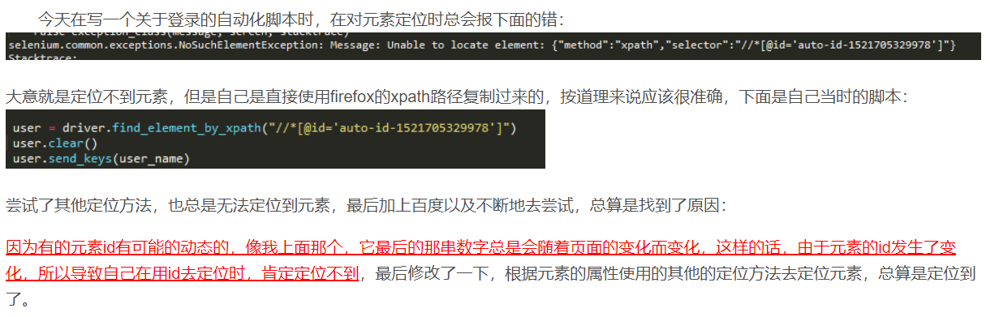 今天在写一个关于登录的自动化脚本时，在对元素定位时总会报下面的错：
raise exception_class(message, screen, stacktrace)
selenium.common.exceptions.NoSuchElementException: Message: Unable to locate element: {"method":"xpath","selector":"//*[@id='auto-id-1521705329978']"}
Stacktrace:
大意就是定位不到元素，但是自己是直接使用firefox的xpath路径复制过来的，按道理来说应该很准确，下面是自己当时的脚本：
user = driver.find_element_by_xpath("//*[@id='auto-id-1521705329978']")
user.clear()
user.send_keys(user_name)
尝试了其他定位方法，也总是无法定位到元素，最后加上百度以及不断地去尝试，总算是找到了原因：
因为有的元素id有可能的动态的，像我上面那个，它最后的那串数字总是会随着页面的变化而变化，这样的话，由于元素的id发生了变
化，所以导致自己在用id去定位时，肯定定位不到，最后修改了一下，根据元素的属性使用的其他的定位方法去定位元素，总算是定位到
了。